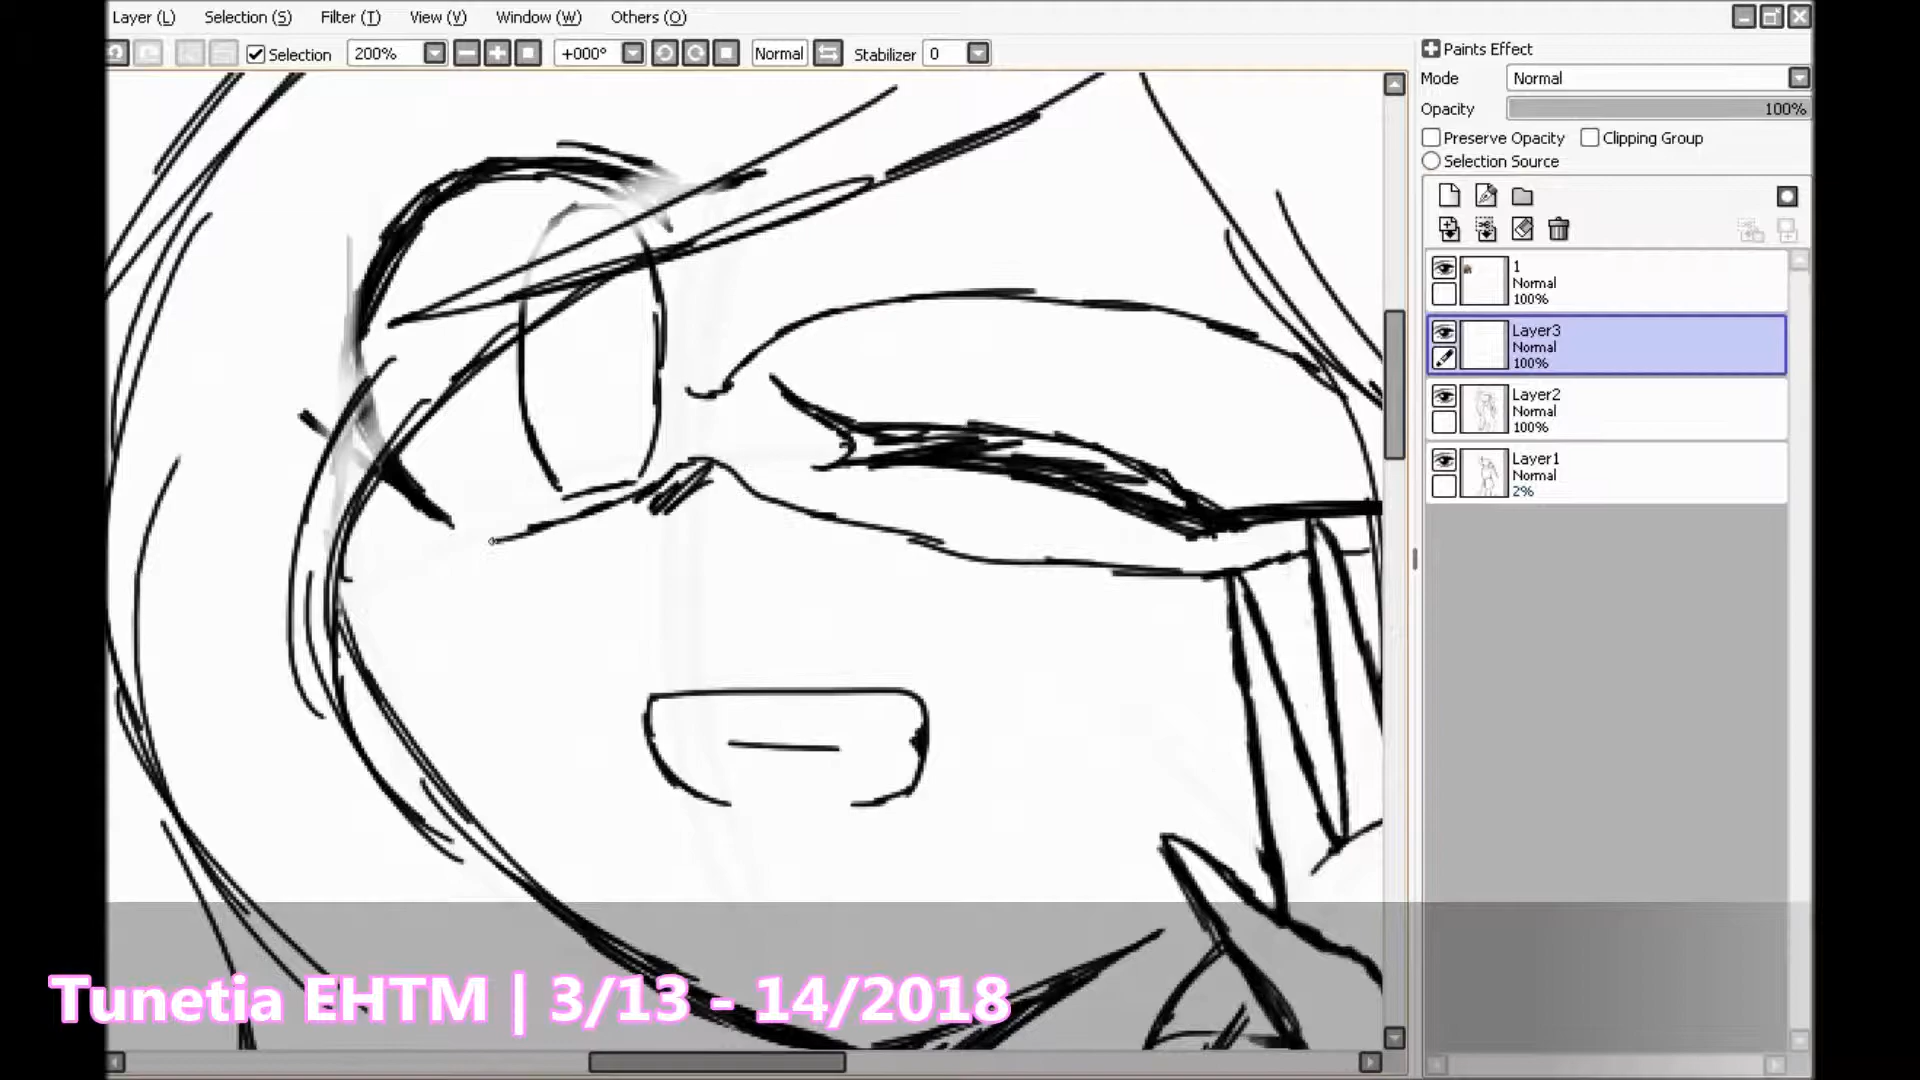 Layer (L) Selection (S) Filter (T) View (V) Window (W) Others (O)
Selection 200% +000° Normal Stabilizer 0
Paints Effect
Mode Normal
Opacity 100%
Preserve Opacity Clipping Group
Selection Source
1
Normal
100%
Layer3
Normal
100%
Layer2
Normal
100%
Layer1
Normal
2%
Tunetia EHTM | 3/13 - 14/2018